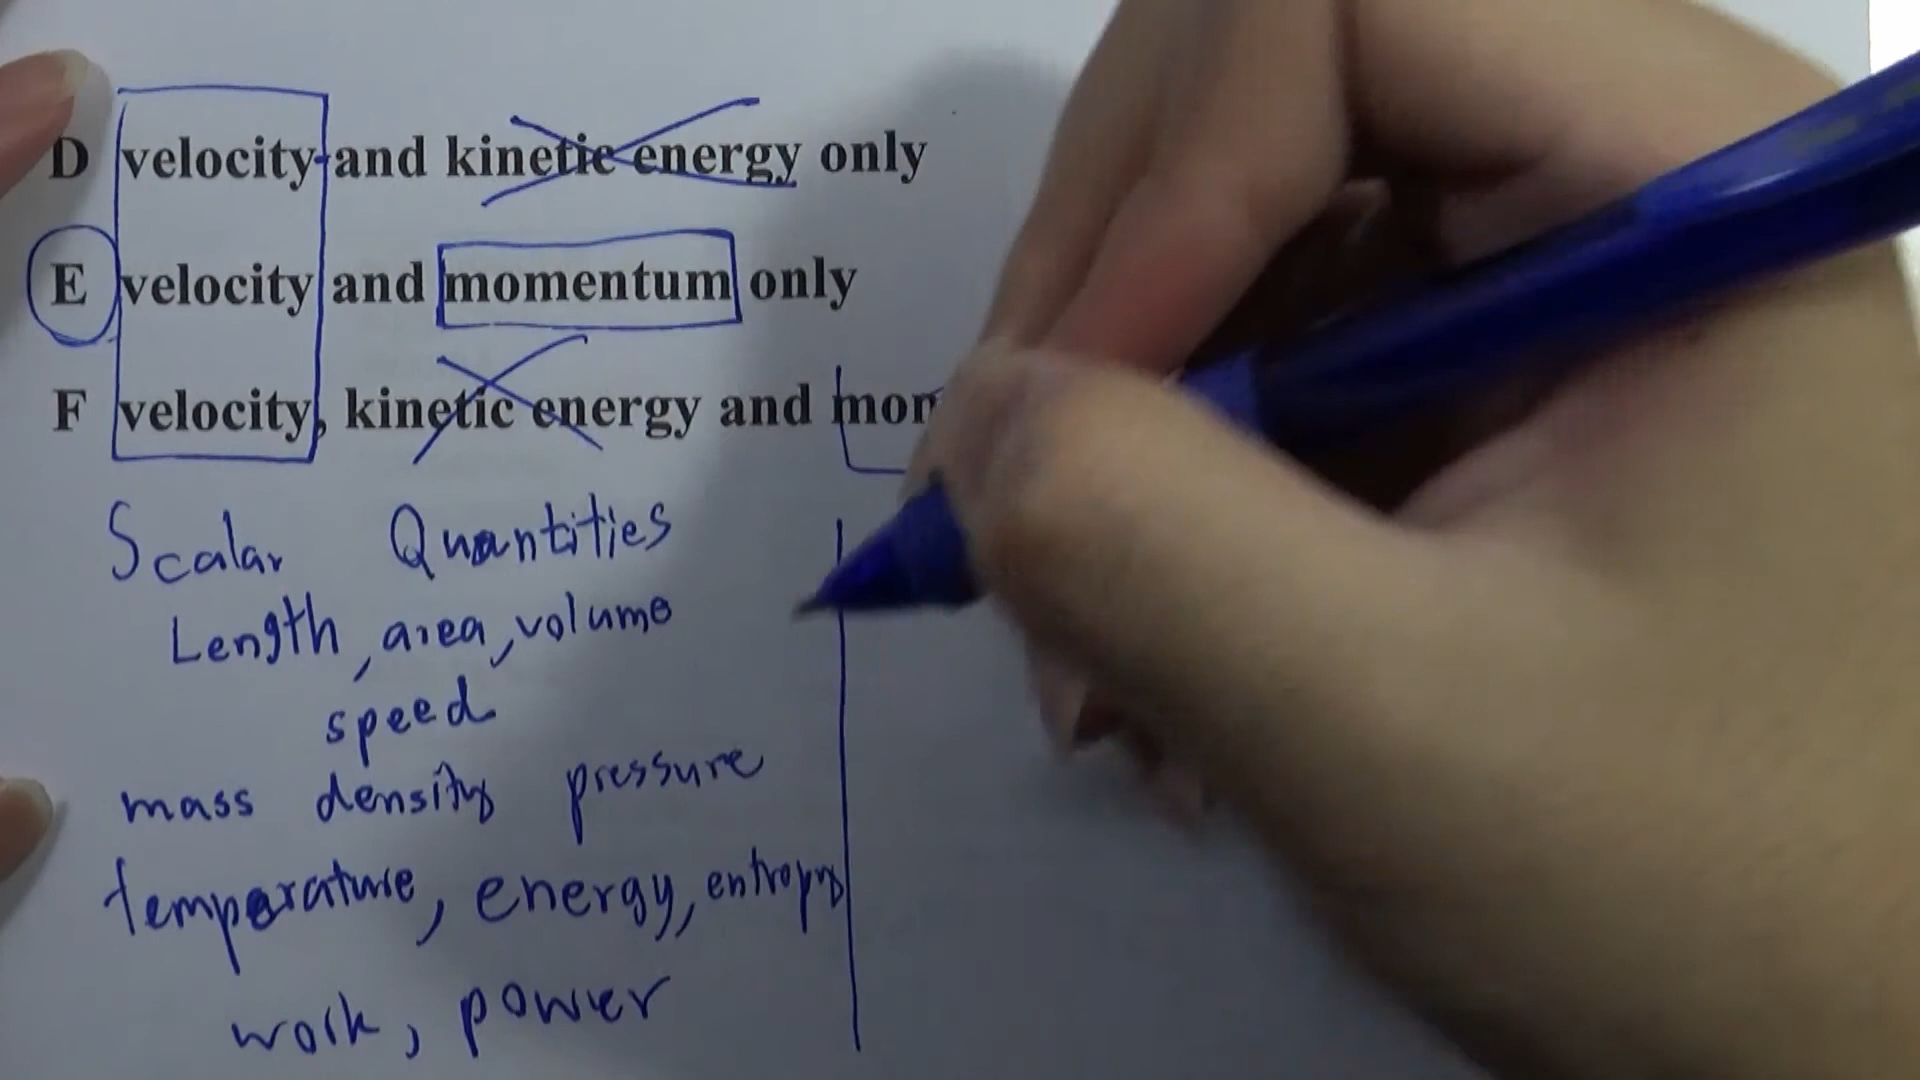 D velocity and kinetic energy only
E velocity and momentum only
F velocity, kinetic energy and
Scalar Quantities
Length, area, volume
speed
mass density pressure
temperature, energy, entropy
work, power